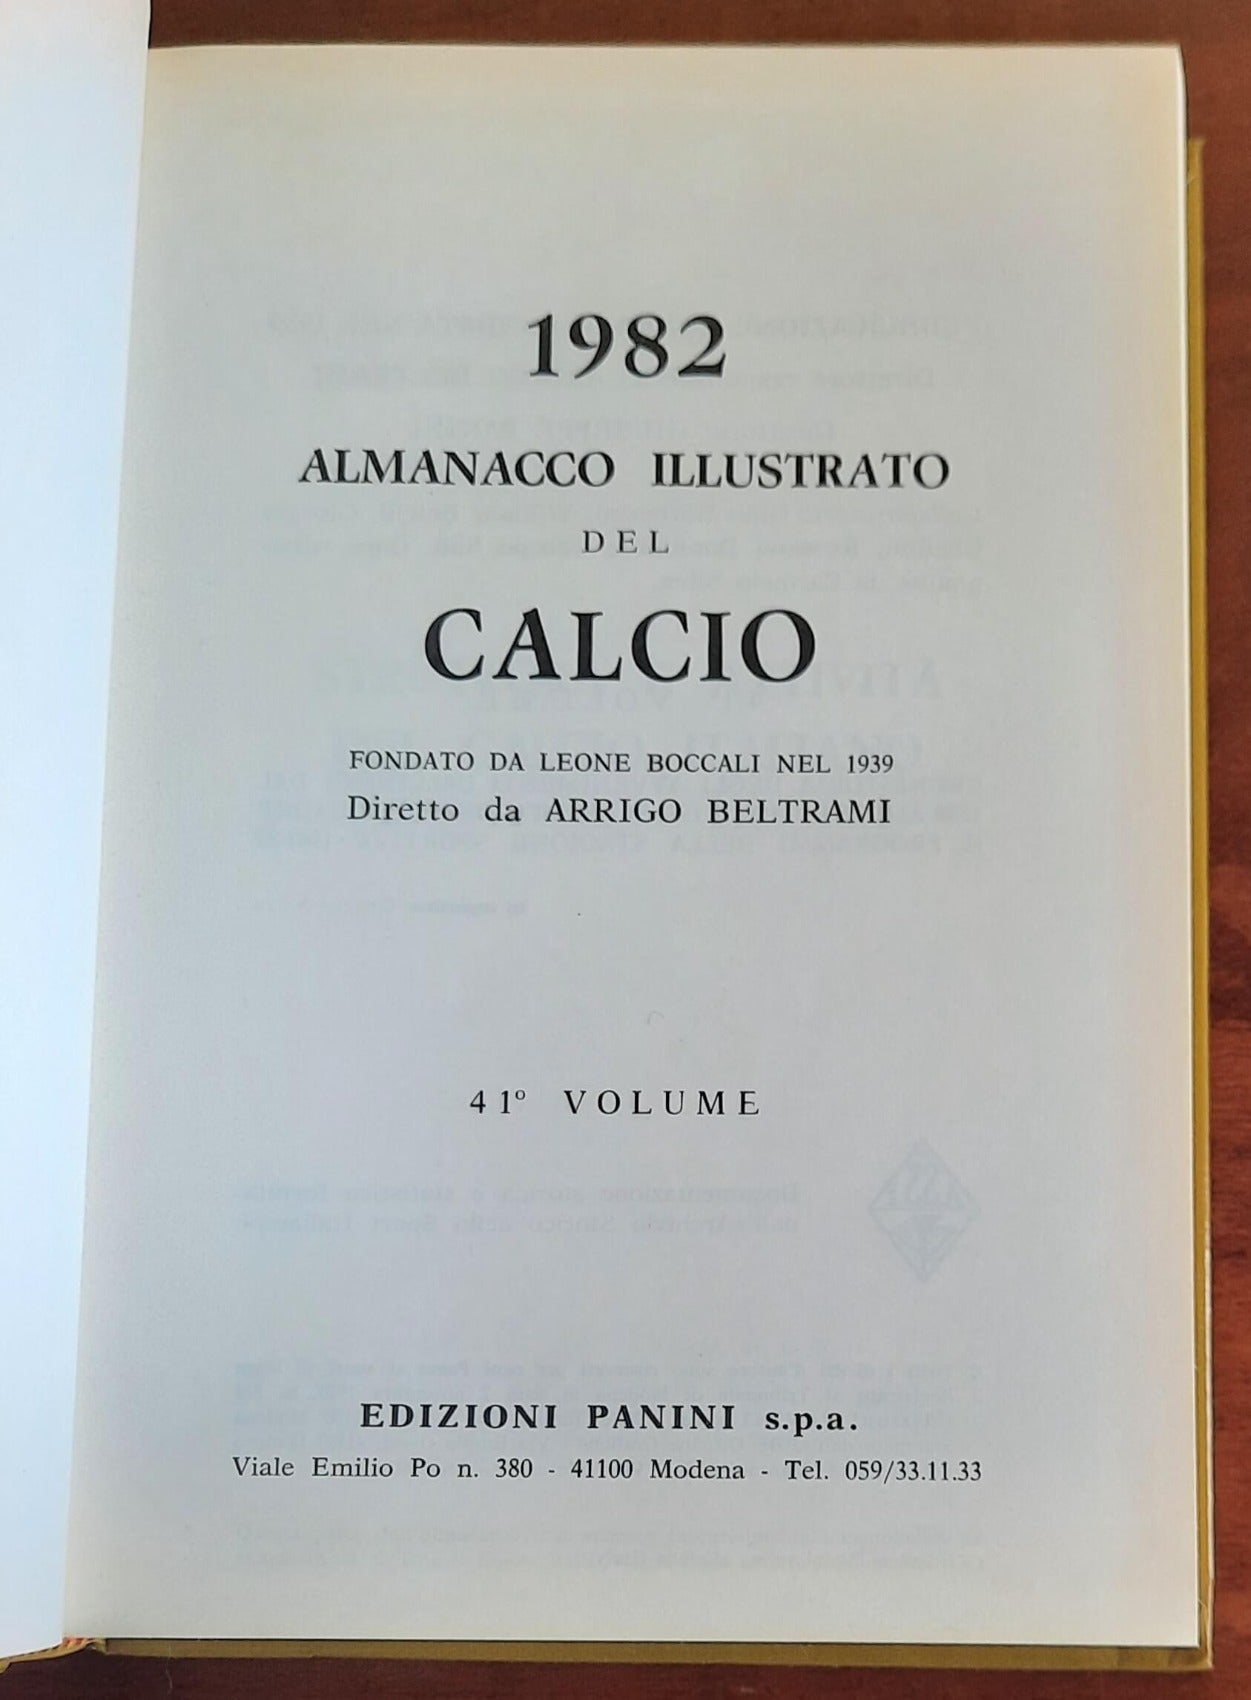 1982
ALMANACCO ILLUSTRATO
DEL
CALCIO
FONDATO DA LEONE BOCCALI NEL 1939
Diretto da ARRIGO BELTRAMI
41° VOLUME
EDIZIONI PANINI s.p.a.
Viale Emilio Po n. 380 - 41100 Modena - Tel. 059/33.11.33